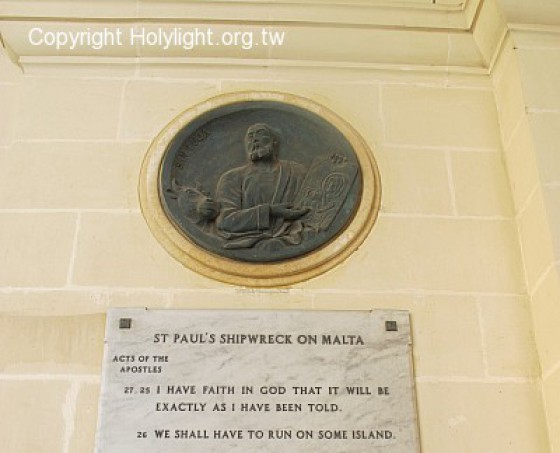 Copyright Holylight.org.tw
ST PAUL'S SHIPWRECK ON MALTA
ACTS OF THE
APOSTLES
27. 25 I HAVE FAITH IN GOD THAT IT WILL BE
EXACTLY AS I HAVE BEEN TOLD.
26 WE SHALL HAVE TO RUN ON SOME ISLAND.